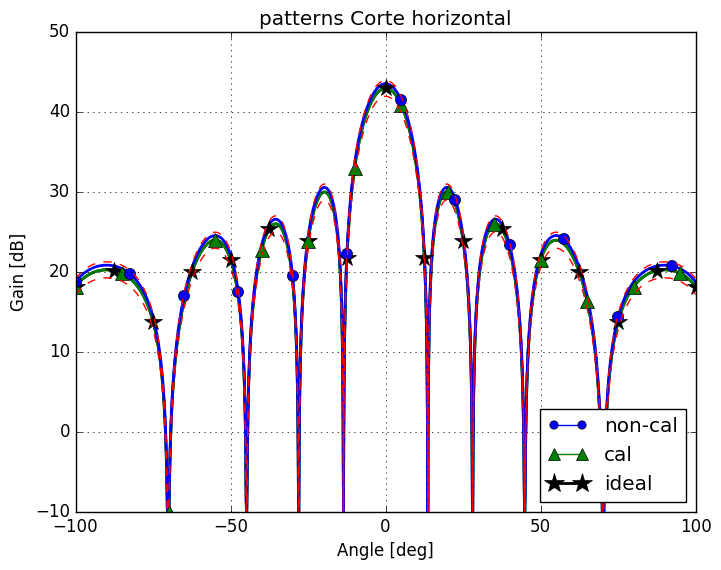 patterns Corte horizontal
50
40
30
20
10
0
−10
Gain [dB]
−100
−50
0
50
100
Angle [deg]
non-cal
cal
ideal